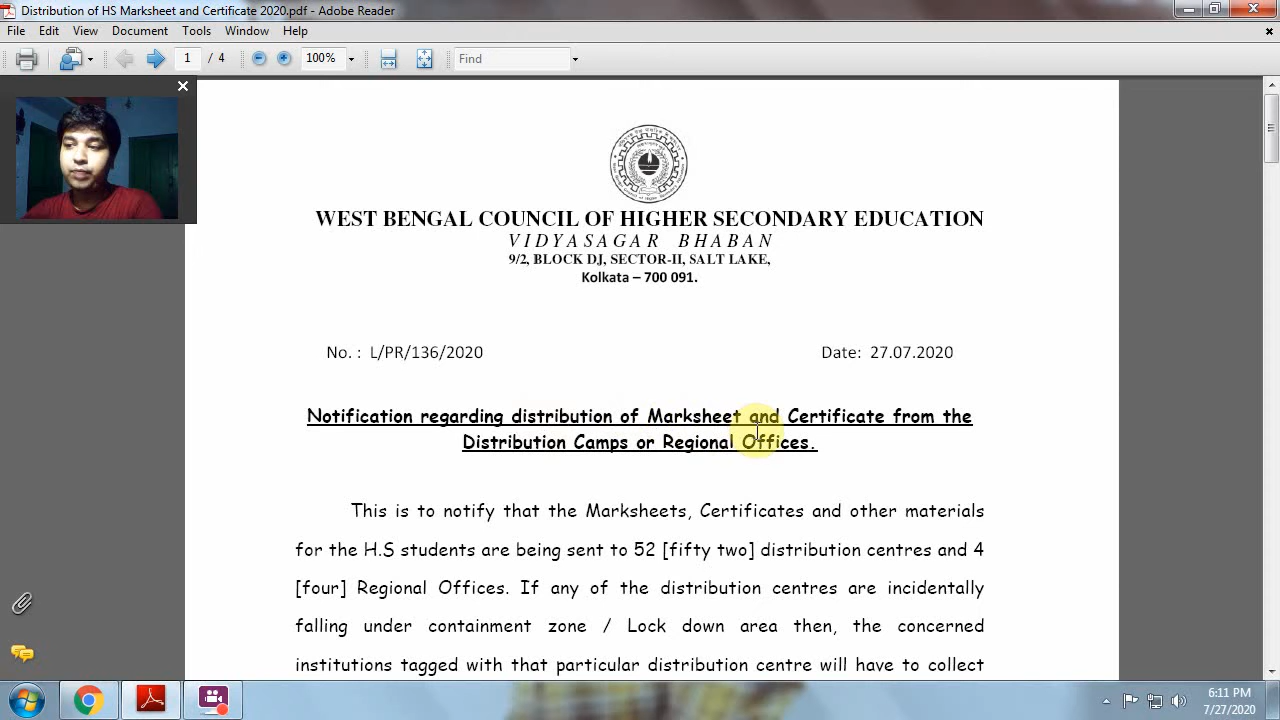 Distribution of HS Marksheet and Certificate 2020.pdf - Adobe Reader
File Edit View Document Tools Window Help
1 / 4 100% Find
WEST BENGAL COUNCIL OF HIGHER SECONDARY EDUCATION
VIDYASAGAR BHABAN
9/2, BLOCK DJ, SECTOR-II, SALT LAKE,
Kolkata – 700 091.
No. : L/PR/136/2020 Date: 27.07.2020
Notification regarding distribution of Marksheet and Certificate from the
Distribution Camps or Regional Offices.
This is to notify that the Marksheets, Certificates and other materials
for the H.S students are being sent to 52 [fifty two] distribution centres and 4
[four] Regional Offices. If any of the distribution centres are incidentally
falling under containment zone / Lock down area then, the concerned
institutions tagged with that particular distribution centre will have to collect
6:11 PM
7/27/2020